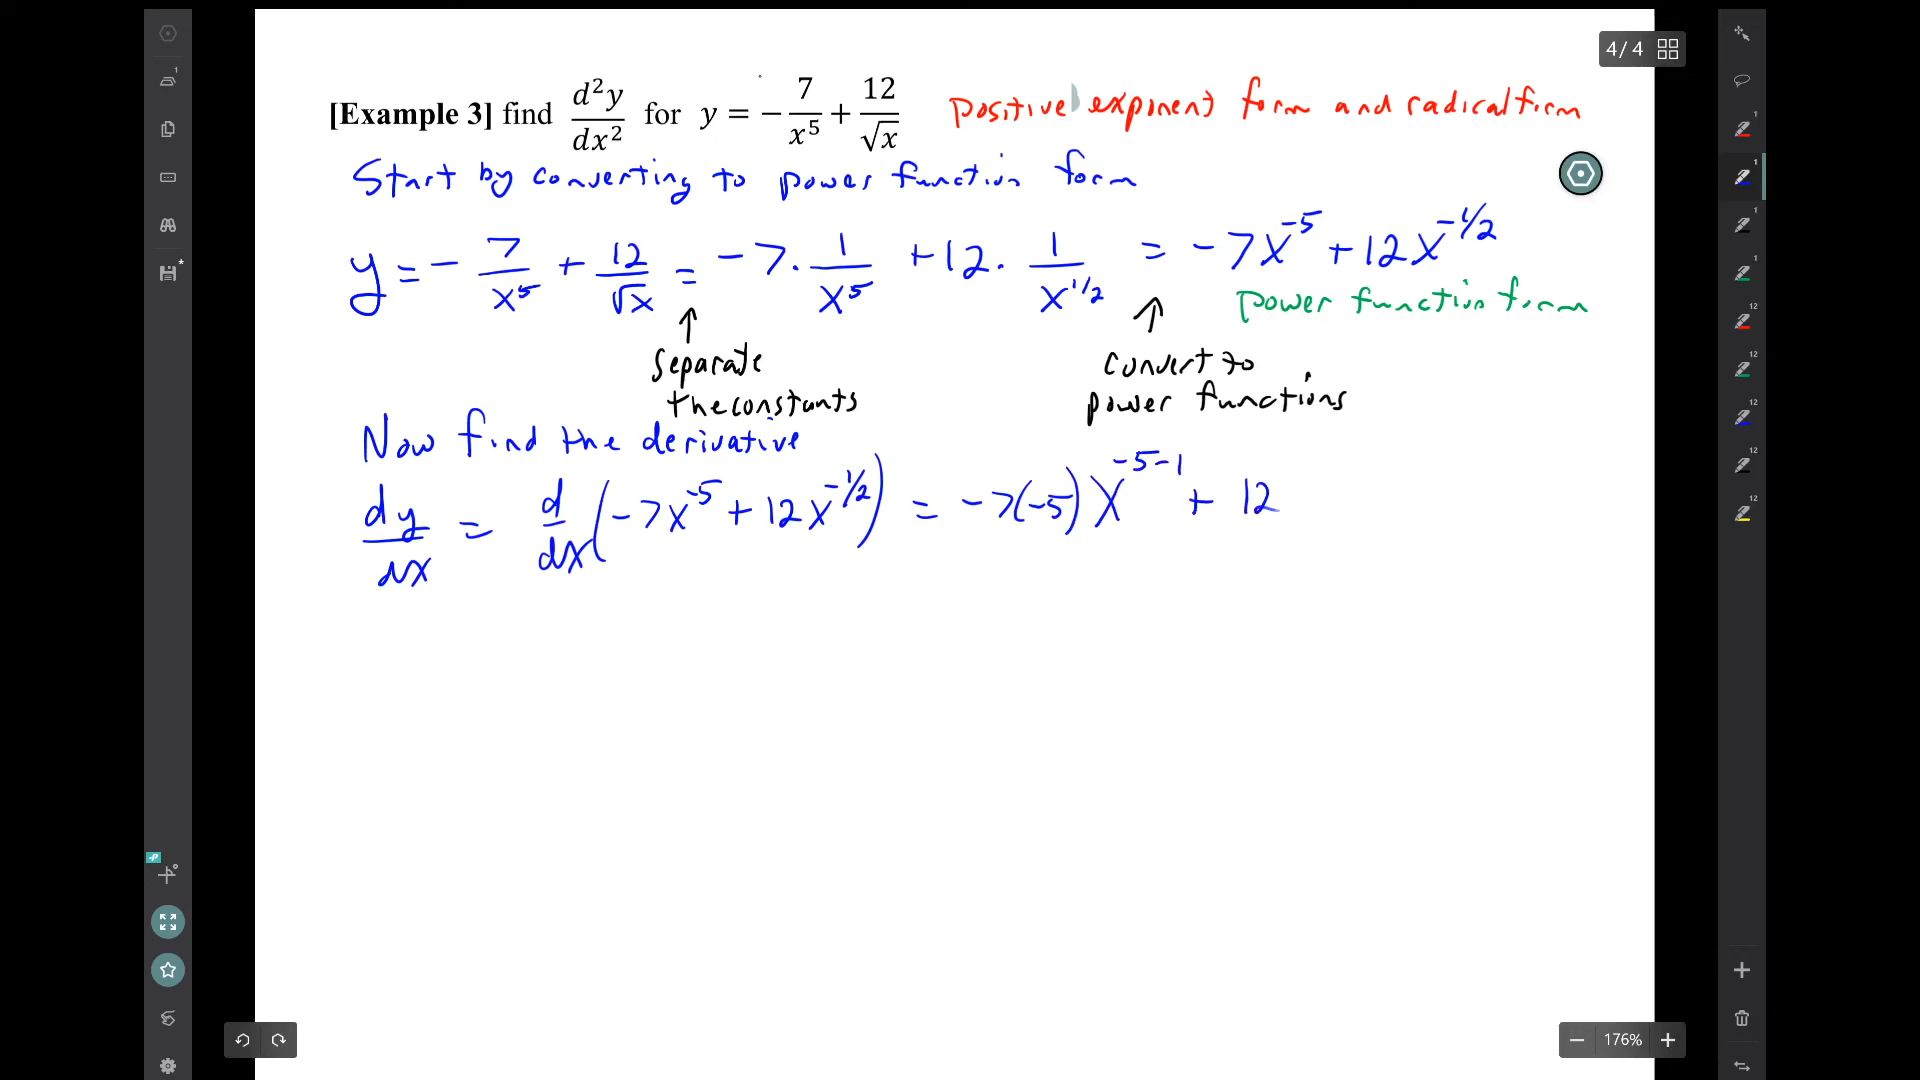 4/4
[Example 3] find d²y/dx² for y = −7/x⁵ + 12/√x positive exponent form and radical form
Start by converting to power function form
y = − 7/x⁵ + 12/√x = −7 · 1/x⁵ + 12 · 1/x^(1/2) = −7x^(−5) + 12x^(−1/2)
power function form
↑ separate the constants
↑ convert to power functions
Now find the derivative
dy/dx = d/dx(−7x^(−5) + 12x^(−1/2)) = −7(−5)x^(−5−1) + 12
176%